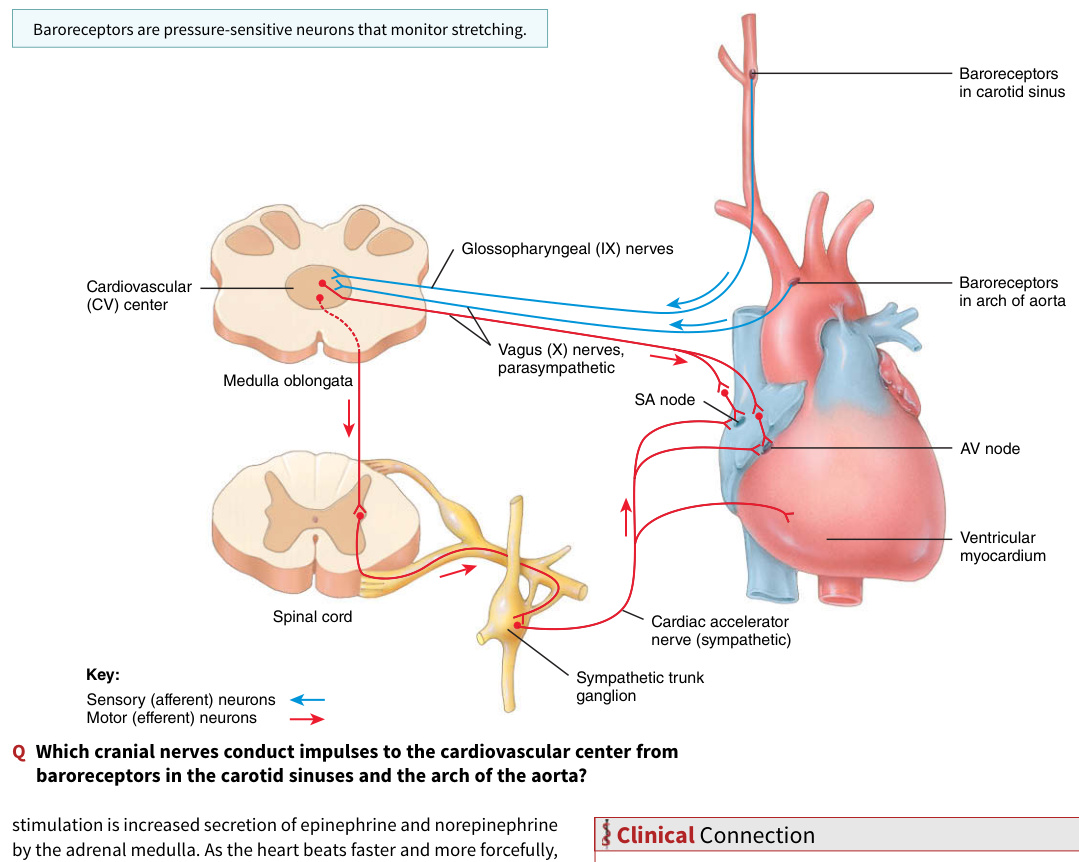 Baroreceptors are pressure-sensitive neurons that monitor stretching.
Baroreceptors
in carotid sinus
Glossopharyngeal (IX) nerves
Cardiovascular
(CV) center
Baroreceptors
in arch of aorta
Vagus (X) nerves,
parasympathetic
Medulla oblongata
SA node
AV node
Ventricular
myocardium
Spinal cord
Cardiac accelerator
nerve (sympathetic)
Sympathetic trunk
ganglion
Key:
Sensory (afferent) neurons
Motor (efferent) neurons
Q Which cranial nerves conduct impulses to the cardiovascular center from
baroreceptors in the carotid sinuses and the arch of the aorta?
stimulation is increased secretion of epinephrine and norepinephrine
by the adrenal medulla. As the heart beats faster and more forcefully,
Clinical Connection